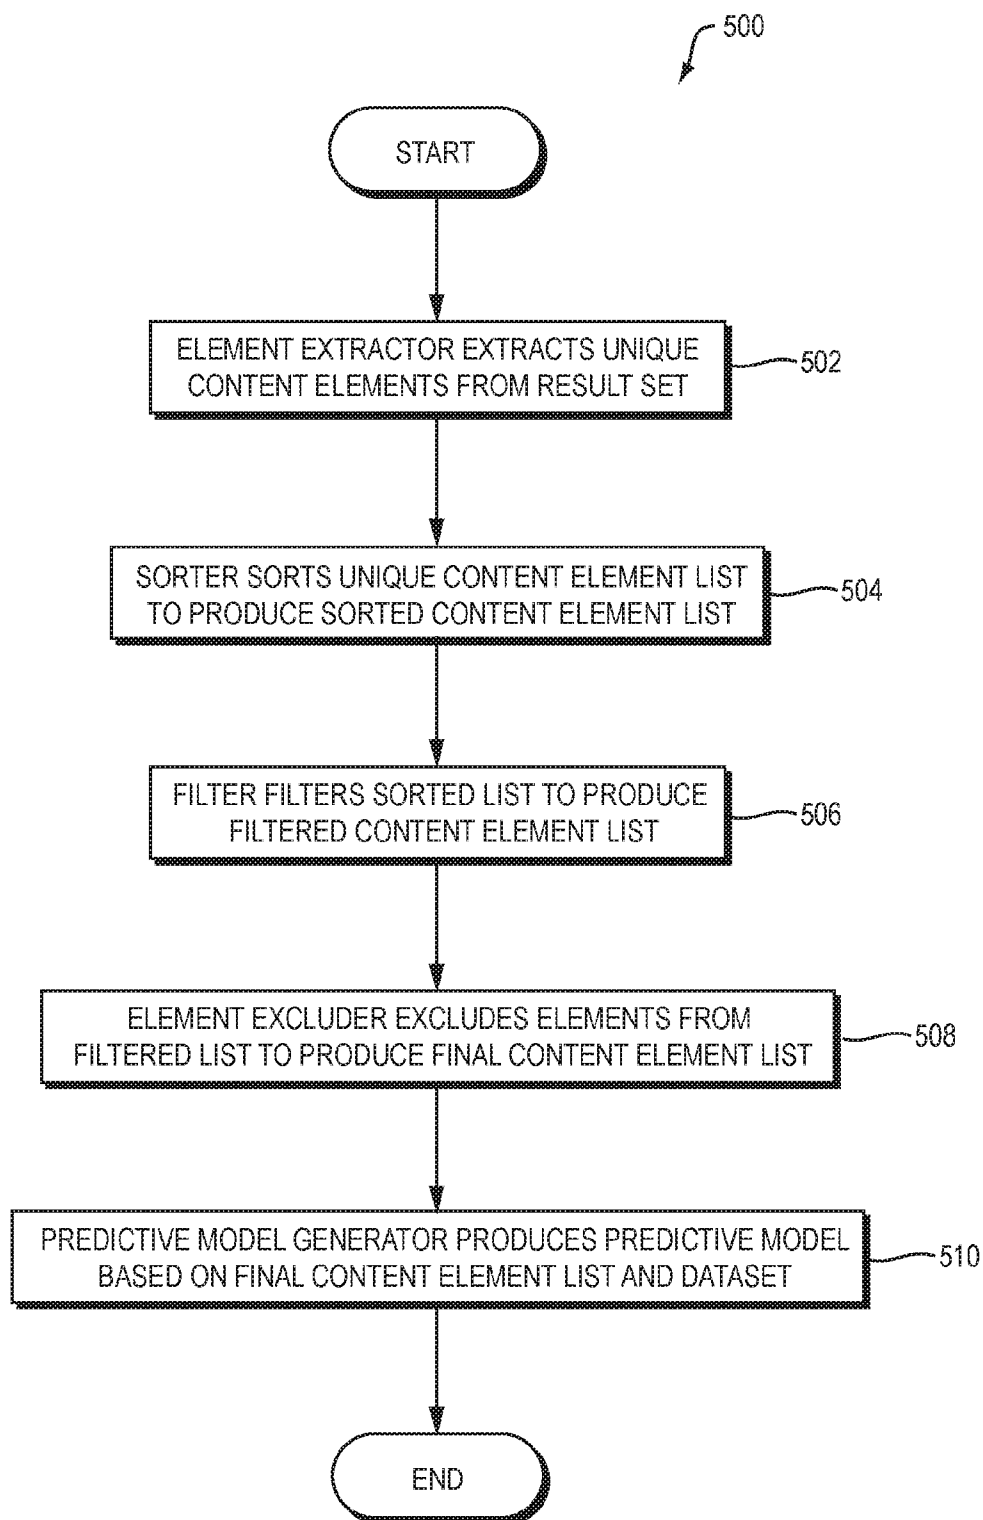 500
START
ELEMENT EXTRACTOR EXTRACTS UNIQUE
CONTENT ELEMENTS FROM RESULT SET
502
SORTER SORTS UNIQUE CONTENT ELEMENT LIST
TO PRODUCE SORTED CONTENT ELEMENT LIST
504
FILTER FILTERS SORTED LIST TO PRODUCE
FILTERED CONTENT ELEMENT LIST
506
ELEMENT EXCLUDER EXCLUDES ELEMENTS FROM
FILTERED LIST TO PRODUCE FINAL CONTENT ELEMENT LIST
508
PREDICTIVE MODEL GENERATOR PRODUCES PREDICTIVE MODEL
BASED ON FINAL CONTENT ELEMENT LIST AND DATASET
510
END